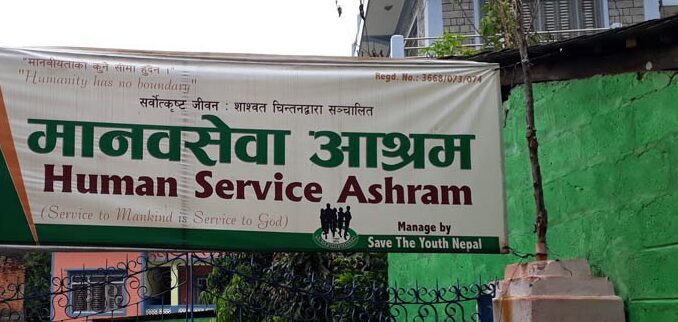 "मानवीयताको कुनै सीमा हुदैन ।"
"Humanity has no boundary"
Regd. No.: 3668/073/074
सर्वोत्कृष्ट जीवन : शाश्वत चिन्तनद्वारा सञ्चालित
मानवसेवा आश्रम
Human Service Ashram
(Service to Mankind is Service to God)
Manage by
Save The Youth Nepal